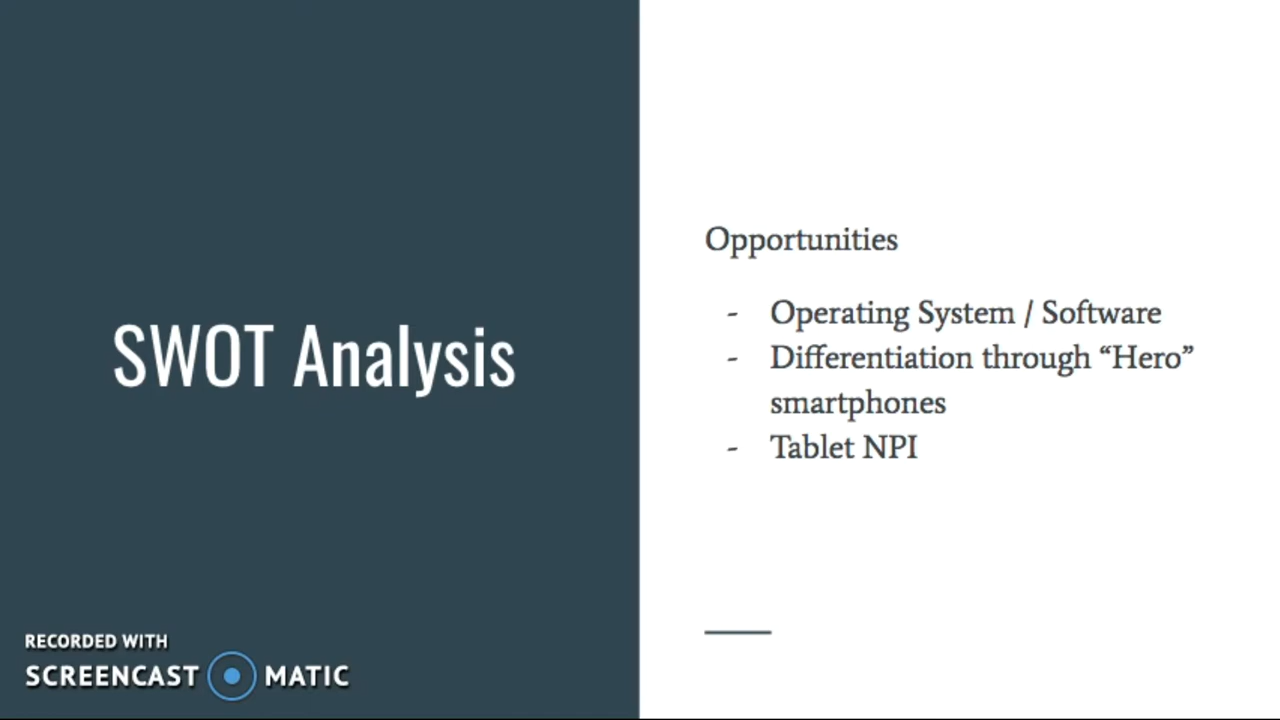 SWOT Analysis
Opportunities
- Operating System / Software
- Differentiation through “Hero”
smartphones
- Tablet NPI
RECORDED WITH
SCREENCAST MATIC